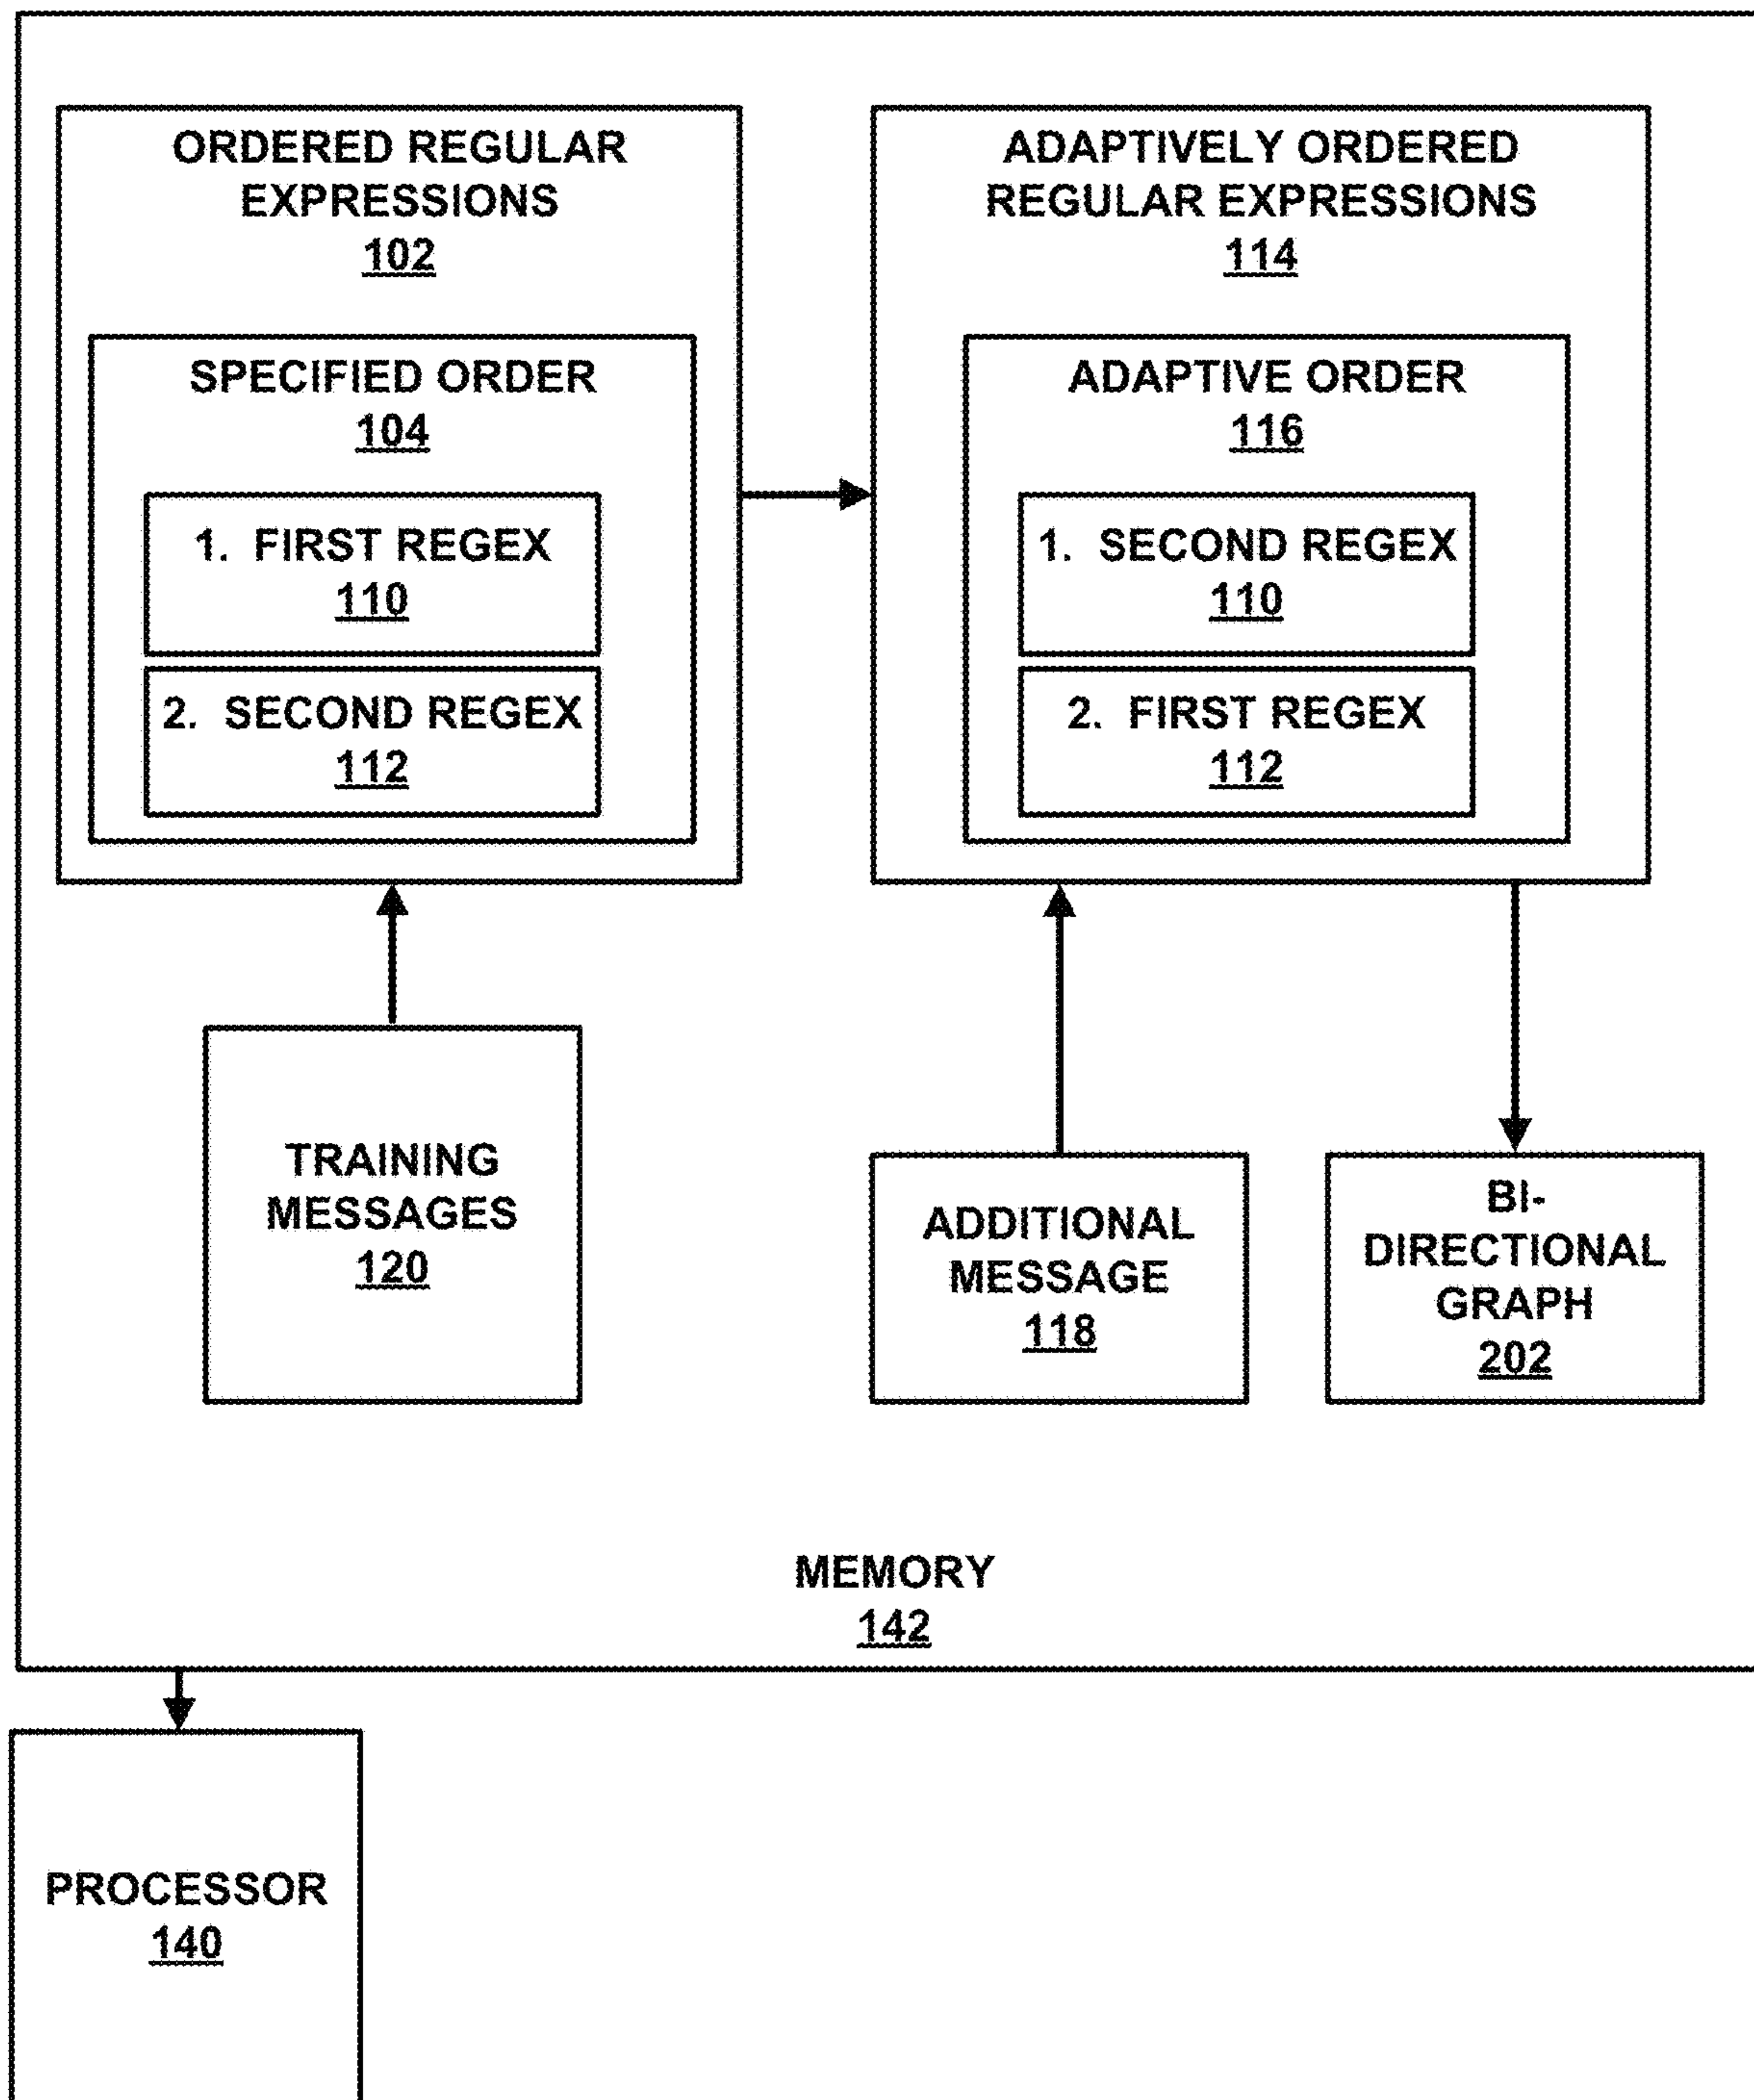 ORDERED REGULAR
EXPRESSIONS
102
SPECIFIED ORDER
104
1. FIRST REGEX
110
2. SECOND REGEX
112
ADAPTIVELY ORDERED
REGULAR EXPRESSIONS
114
ADAPTIVE ORDER
116
1. SECOND REGEX
110
2. FIRST REGEX
112
TRAINING
MESSAGES
120
ADDITIONAL
MESSAGE
118
BI-
DIRECTIONAL
GRAPH
202
MEMORY
142
PROCESSOR
140